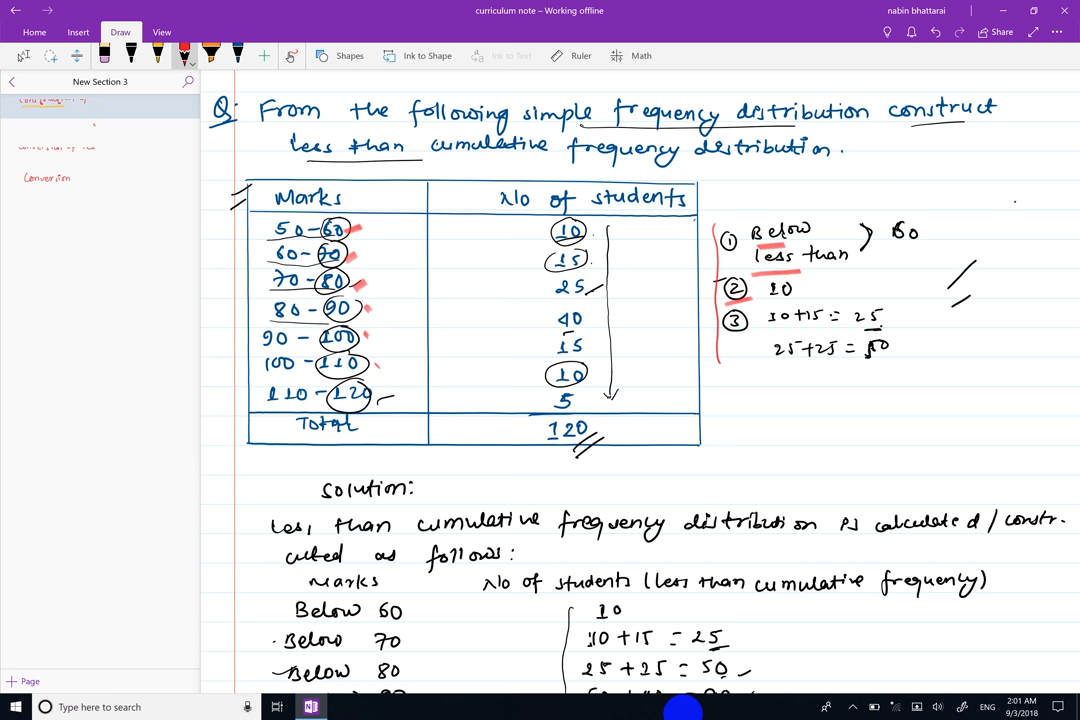 curriculum note – Working offline
nabin bhattarai
Home Insert Draw View
Share
Shapes Ink to Shape Ink to Text Ruler Math
New Section 3
Conversion
Q: From the following simple frequency distribution construct
less than cumulative frequency distribution.
Marks No of students
50-60 10
60-70 15
70-80 25
80-90 40
90-100 15
100-110 10
110-120 5
Total 120
① Below
less than } 60
② 10
③ 10+15 = 25
25+25 = 50
Solution:
Less than cumulative frequency distribution is calculated/constr-
cuted as follows:
Marks No of students (less than cumulative frequency)
Below 60 10
Below 70 10+15 = 25
Below 80 25+25 = 50
Page
Type here to search
ENG
2:01 AM
9/3/2018